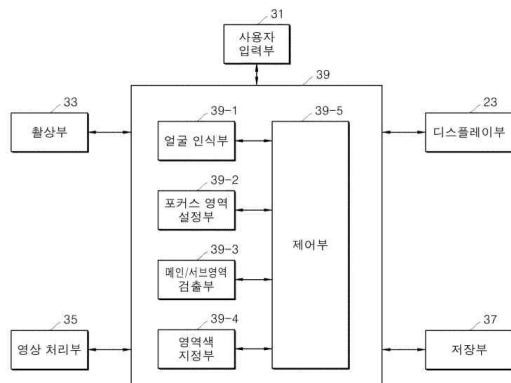 31
사용자
입력부
39
33
촬상부
39-1
얼굴 인식부
39-5
제어부
23
디스플레이부
39-2
포커스 영역
설정부
39-3
메인/서브영역
검출부
39-4
영역색
지정부
35
영상 처리부
37
저장부